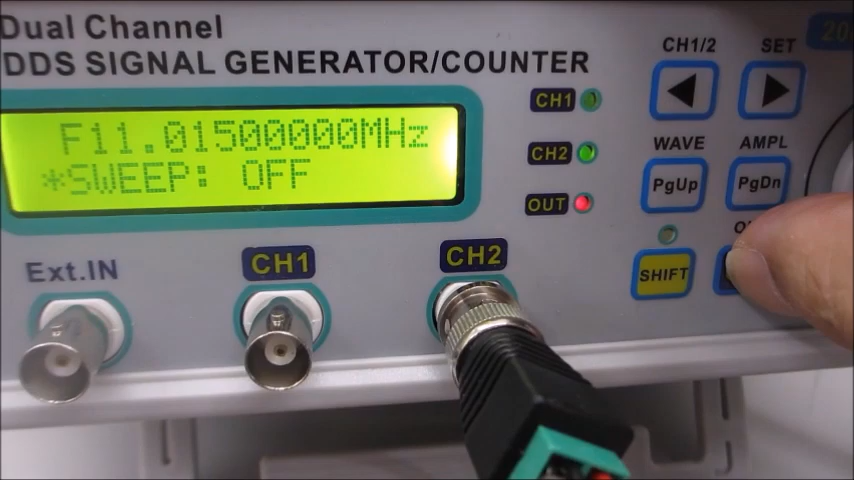 Dual Channel
DDS SIGNAL GENERATOR/COUNTER
F11.01500000MHz
*SWEEP: OFF
CH1
CH2
OUT
CH1/2
SET
WAVE
AMPL
PgUp
PgDn
SHIFT
Ext.IN
CH1
CH2